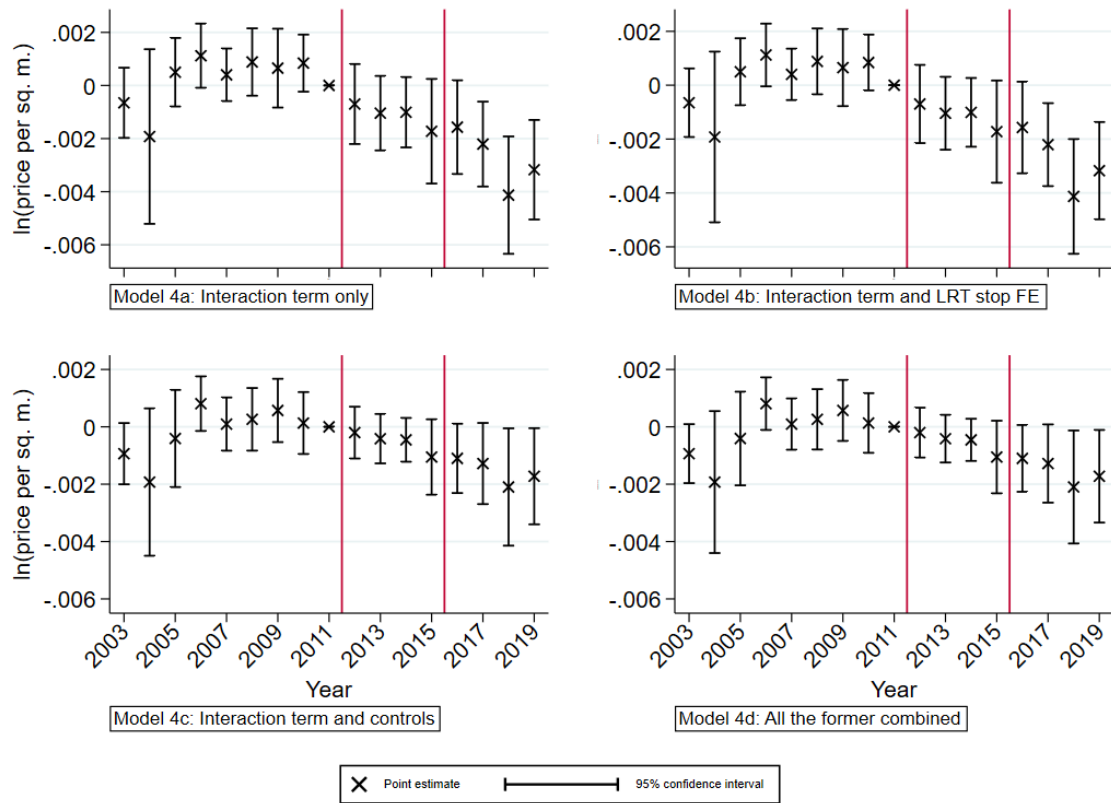 ln(price per sq. m.)
.002
0
-.002
-.004
-.006
Model 4a: Interaction term only
.002
0
-.002
-.004
-.006
Model 4b: Interaction term and LRT stop FE
ln(price per sq. m.)
.002
0
-.002
-.004
-.006
2003 2005 2007 2009 2011 2013 2015 2017 2019
Year
Model 4c: Interaction term and controls
.002
0
-.002
-.004
-.006
2003 2005 2007 2009 2011 2013 2015 2017 2019
Year
Model 4d: All the former combined
Point estimate 95% confidence interval